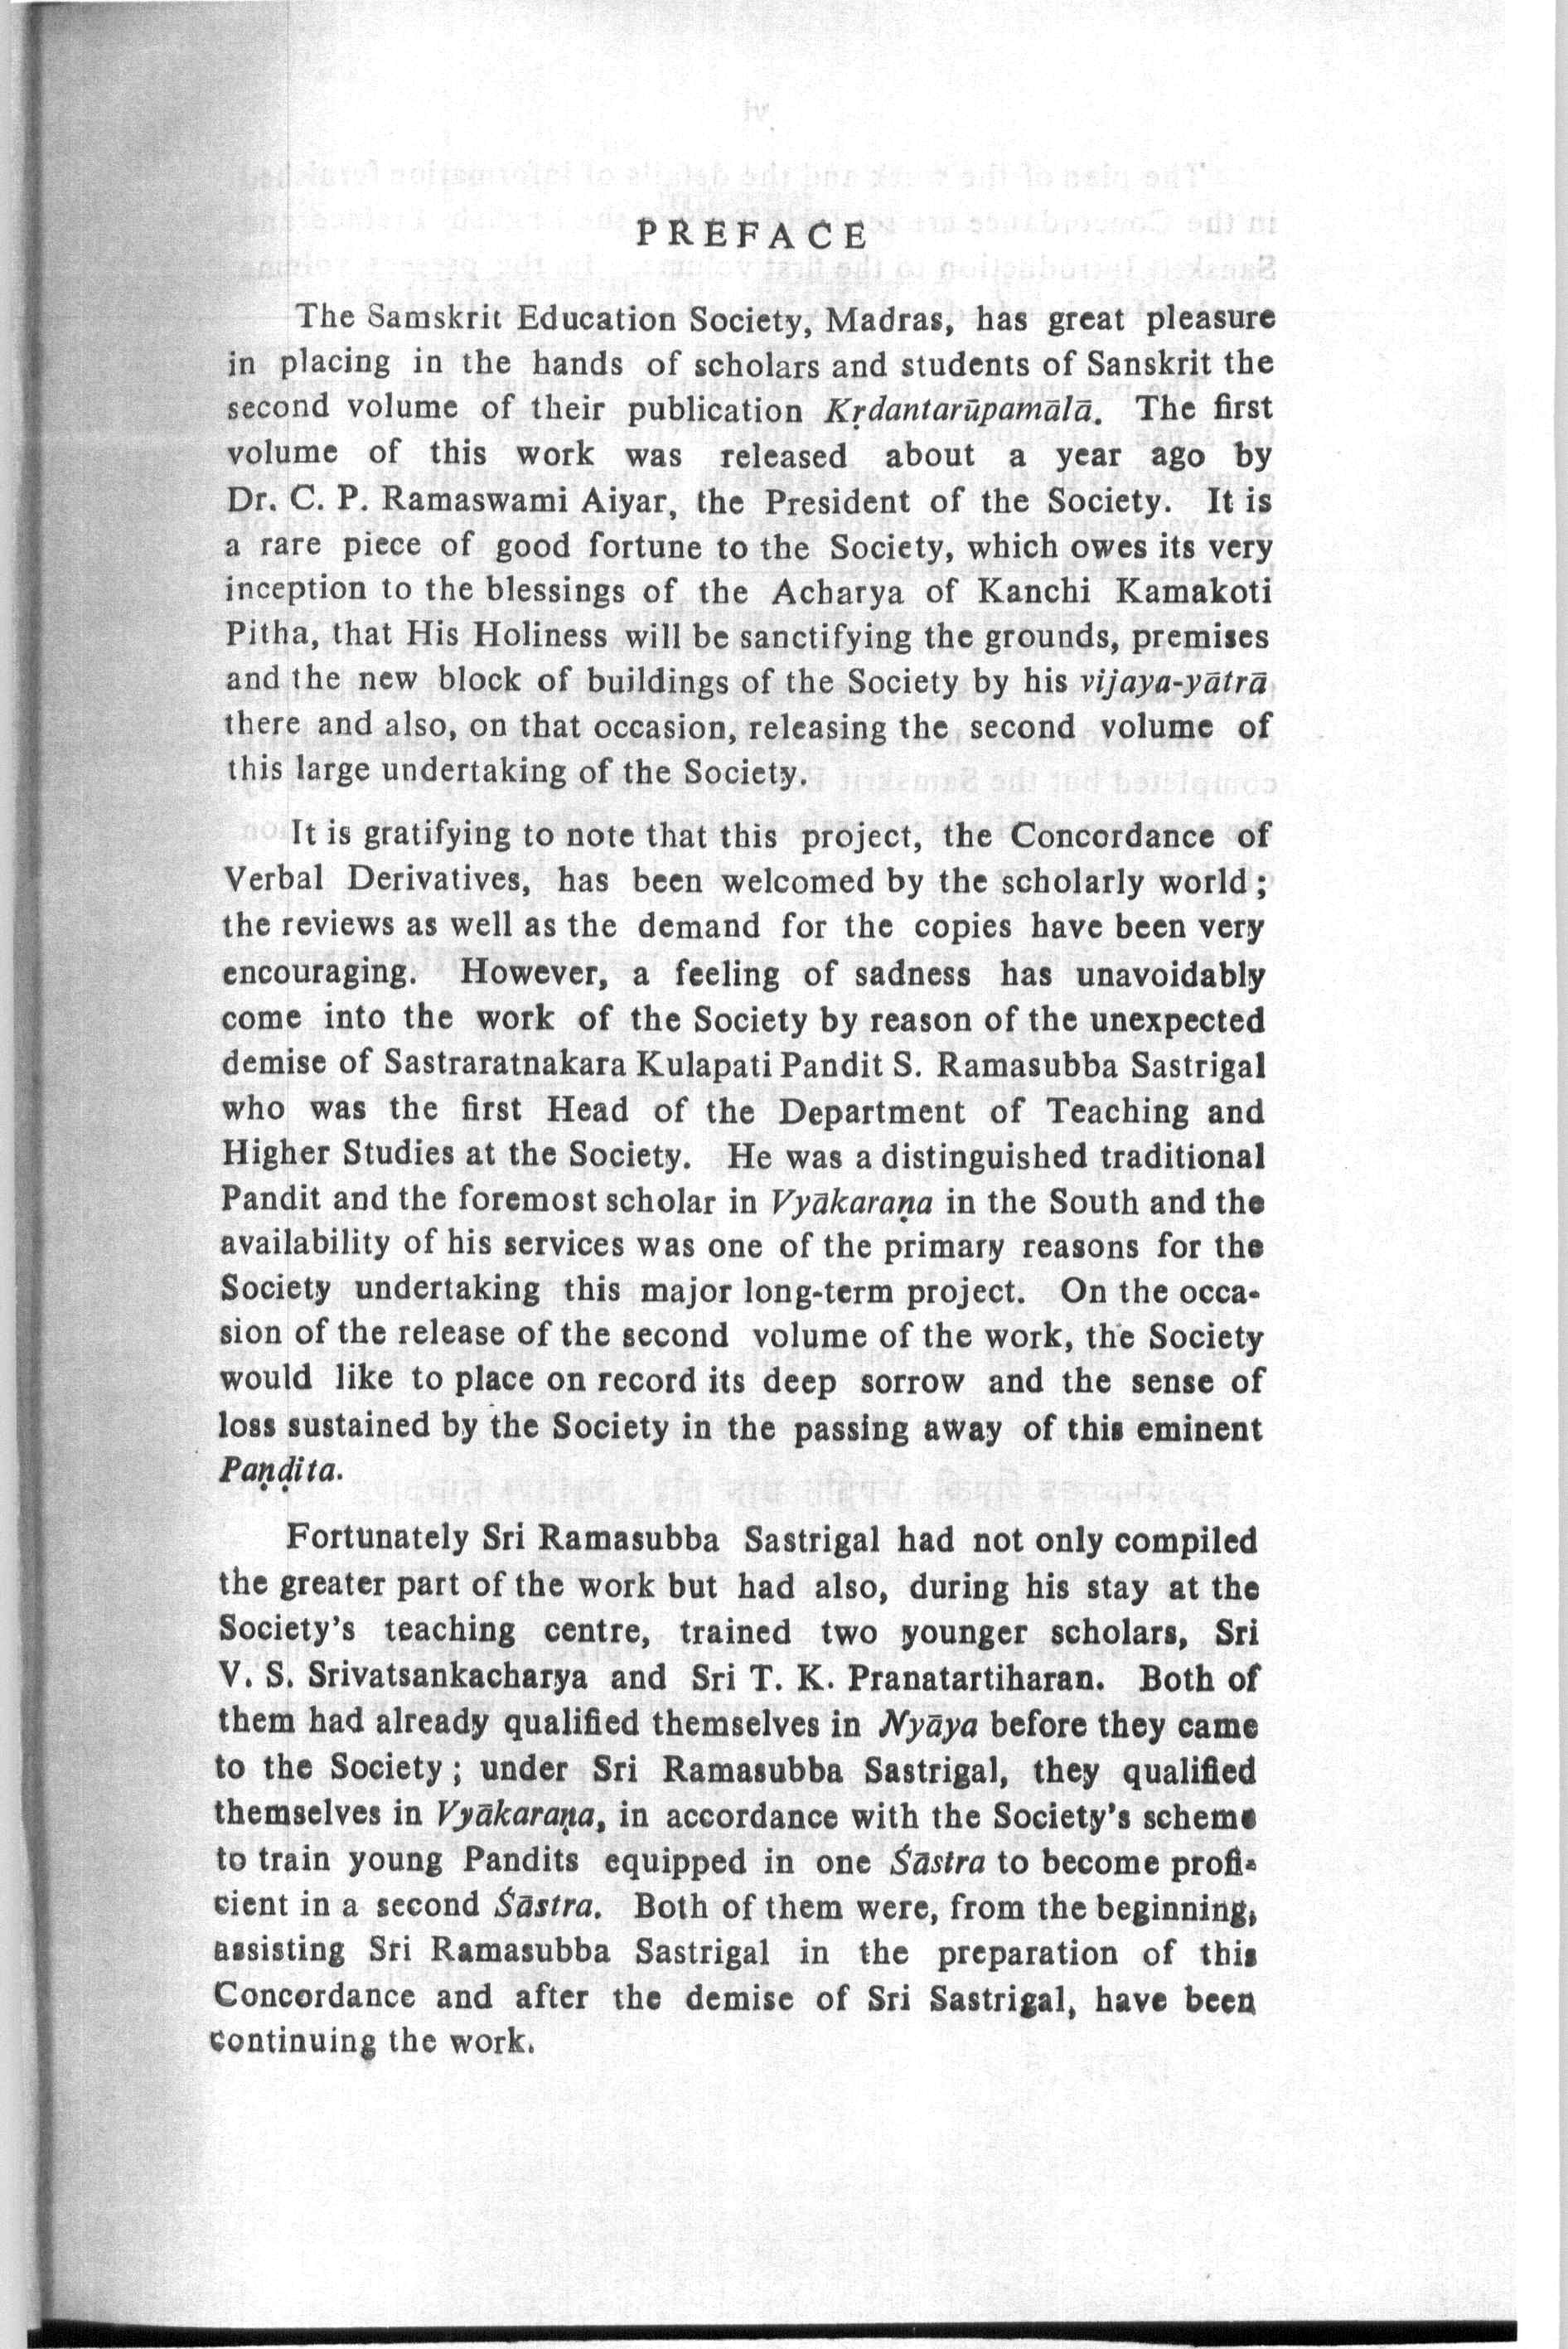 PREFACE
The Samskrit Education Society, Madras, has great pleasure
in placing in the hands of scholars and students of Sanskrit the
second volume of their publication Kṛdantarūpamālā. The first
volume of this work was released about a year ago by
Dr. C. P. Ramaswami Aiyar, the President of the Society. It is
a rare piece of good fortune to the Society, which owes its very
inception to the blessings of the Acharya of Kanchi Kamakoti
Pitha, that His Holiness will be sanctifying the grounds, premises
and the new block of buildings of the Society by his vijaya-yātrā
there and also, on that occasion, releasing the second volume of
this large undertaking of the Society.
It is gratifying to note that this project, the Concordance of
Verbal Derivatives, has been welcomed by the scholarly world ;
the reviews as well as the demand for the copies have been very
encouraging. However, a feeling of sadness has unavoidably
come into the work of the Society by reason of the unexpected
demise of Sastraratnakara Kulapati Pandit S. Ramasubba Sastrigal
who was the first Head of the Department of Teaching and
Higher Studies at the Society. He was a distinguished traditional
Pandit and the foremost scholar in Vyākaraṇa in the South and the
availability of his services was one of the primary reasons for the
Society undertaking this major long-term project. On the occa-
sion of the release of the second volume of the work, the Society
would like to place on record its deep sorrow and the sense of
loss sustained by the Society in the passing away of this eminent
Paṇḍita.
Fortunately Sri Ramasubba Sastrigal had not only compiled
the greater part of the work but had also, during his stay at the
Society's teaching centre, trained two younger scholars, Sri
V. S. Srivatsankacharya and Sri T. K. Pranatartiharan. Both of
them had already qualified themselves in Nyāya before they came
to the Society ; under Sri Ramasubba Sastrigal, they qualified
themselves in Vyākaraṇa, in accordance with the Society's scheme
to train young Pandits equipped in one Śāstra to become profi-
cient in a second Śāstra. Both of them were, from the beginning,
assisting Sri Ramasubba Sastrigal in the preparation of this
Concordance and after the demise of Sri Sastrigal, have been
continuing the work.